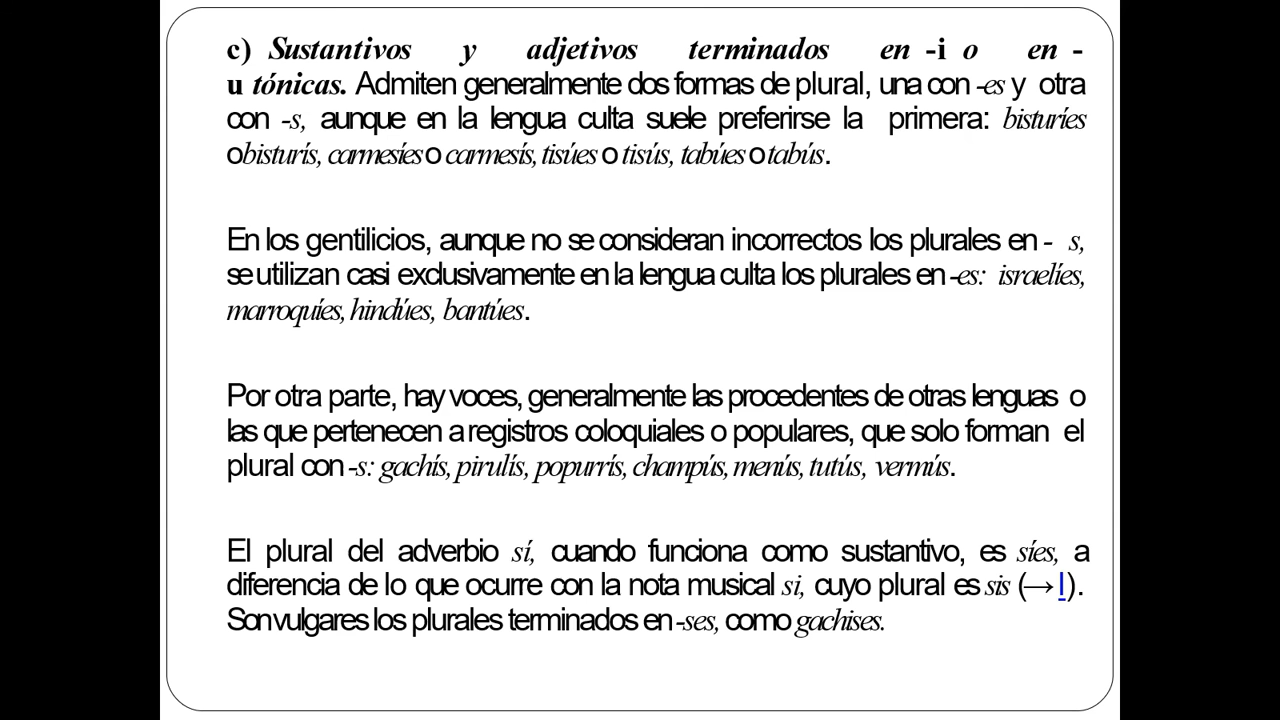 c) Sustantivos y adjetivos terminados en -i o en -
u tónicas. Admiten generalmente dos formas de plural, una con -es y otra
con -s, aunque en la lengua culta suele preferirse la primera: bisturíes
o bisturís, carmesíes o carmesís, tisúes o tisús, tabúes o tabús.
En los gentilicios, aunque no se consideran incorrectos los plurales en - s,
se utilizan casi exclusivamente en la lengua culta los plurales en -es: israelíes,
marroquíes, hindúes, bantúes.
Por otra parte, hay voces, generalmente las procedentes de otras lenguas o
las que pertenecen a registros coloquiales o populares, que solo forman el
plural con -s: gachís, pirulís, popurrís, champús, menús, tutús, vermús.
El plural del adverbio sí, cuando funciona como sustantivo, es síes, a
diferencia de lo que ocurre con la nota musical si, cuyo plural es sis (→ l).
Son vulgares los plurales terminados en -ses, como gachises.